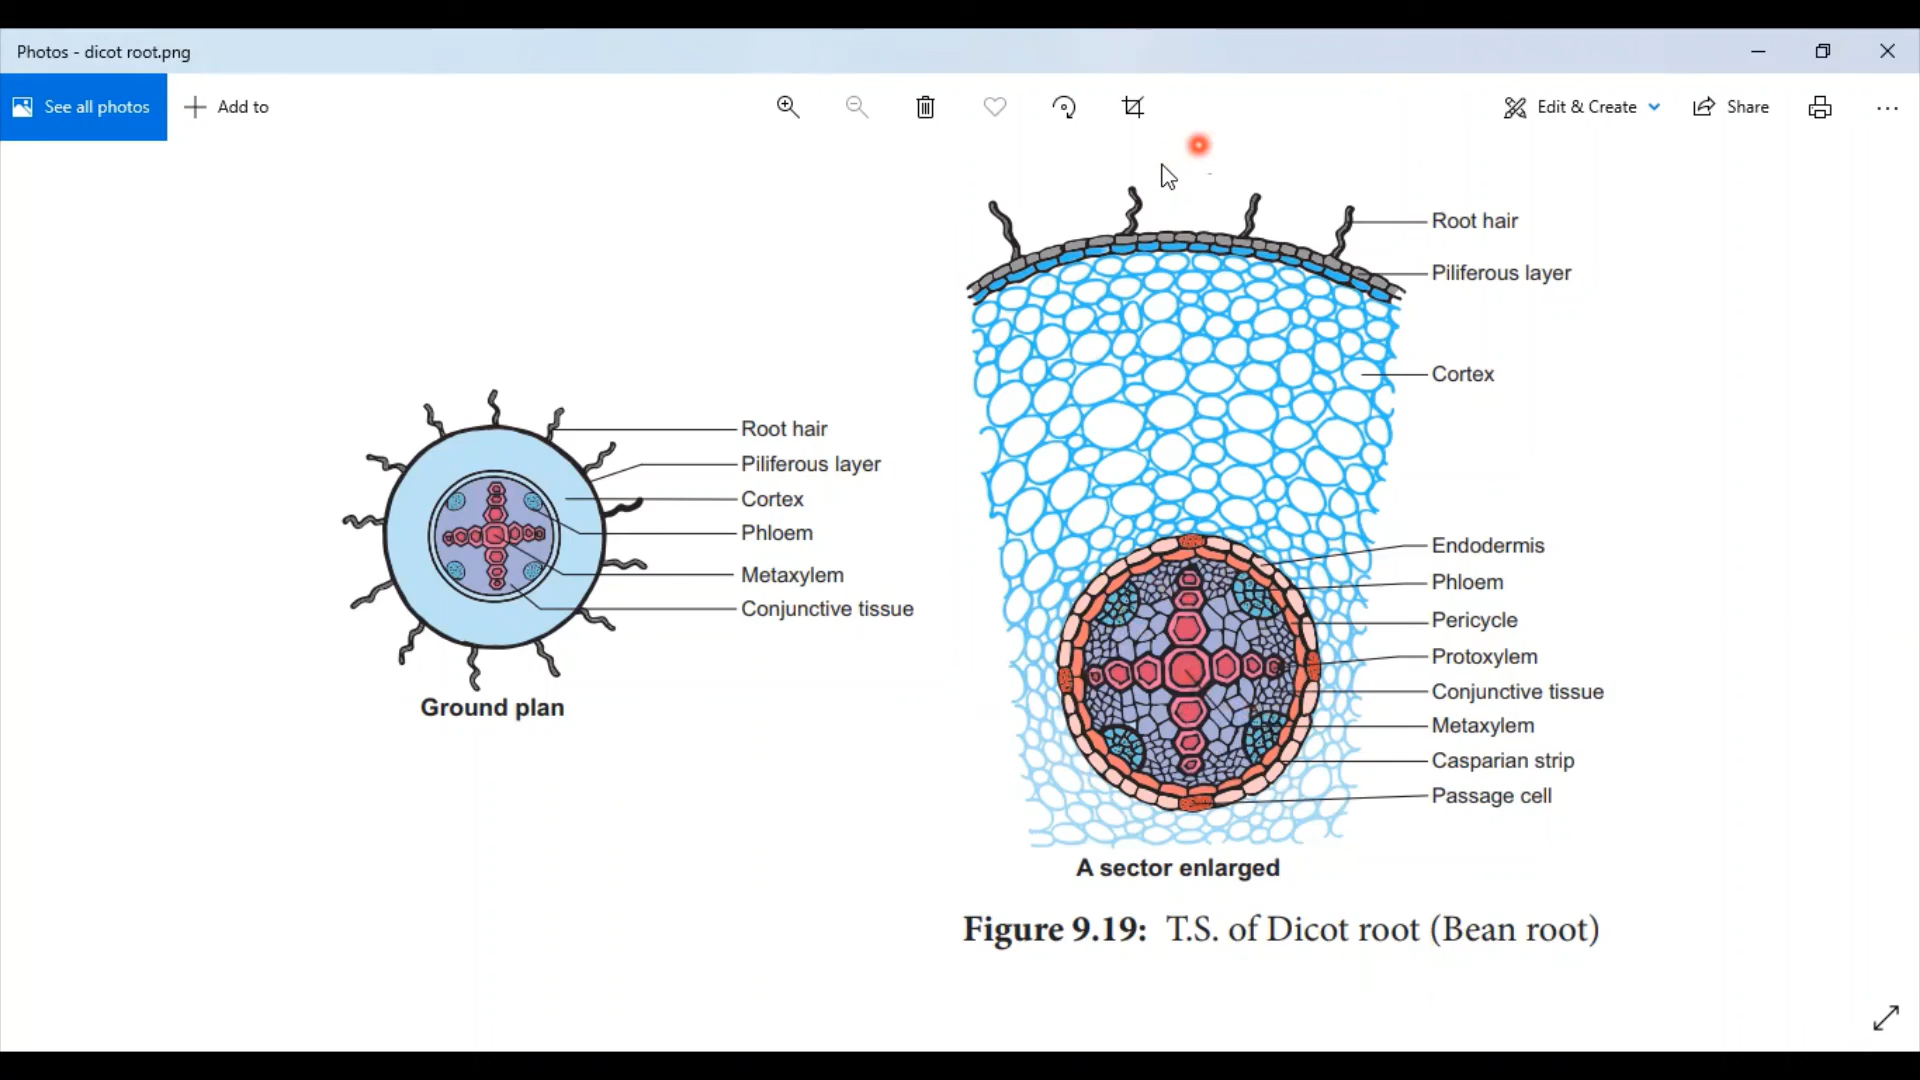 Photos - dicot root.png
See all photos
Add to
Edit & Create
Share
Root hair
Piliferous layer
Cortex
Phloem
Metaxylem
Conjunctive tissue
Ground plan
Root hair
Piliferous layer
Cortex
Endodermis
Phloem
Pericycle
Protoxylem
Conjunctive tissue
Metaxylem
Casparian strip
Passage cell
A sector enlarged
Figure 9.19: T.S. of Dicot root (Bean root)